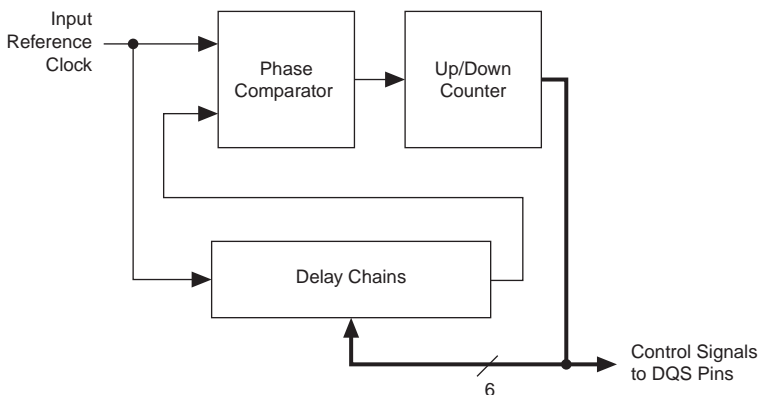 Input
Reference
Clock
Phase
Comparator
Up/Down
Counter
Delay Chains
6
Control Signals
to DQS Pins